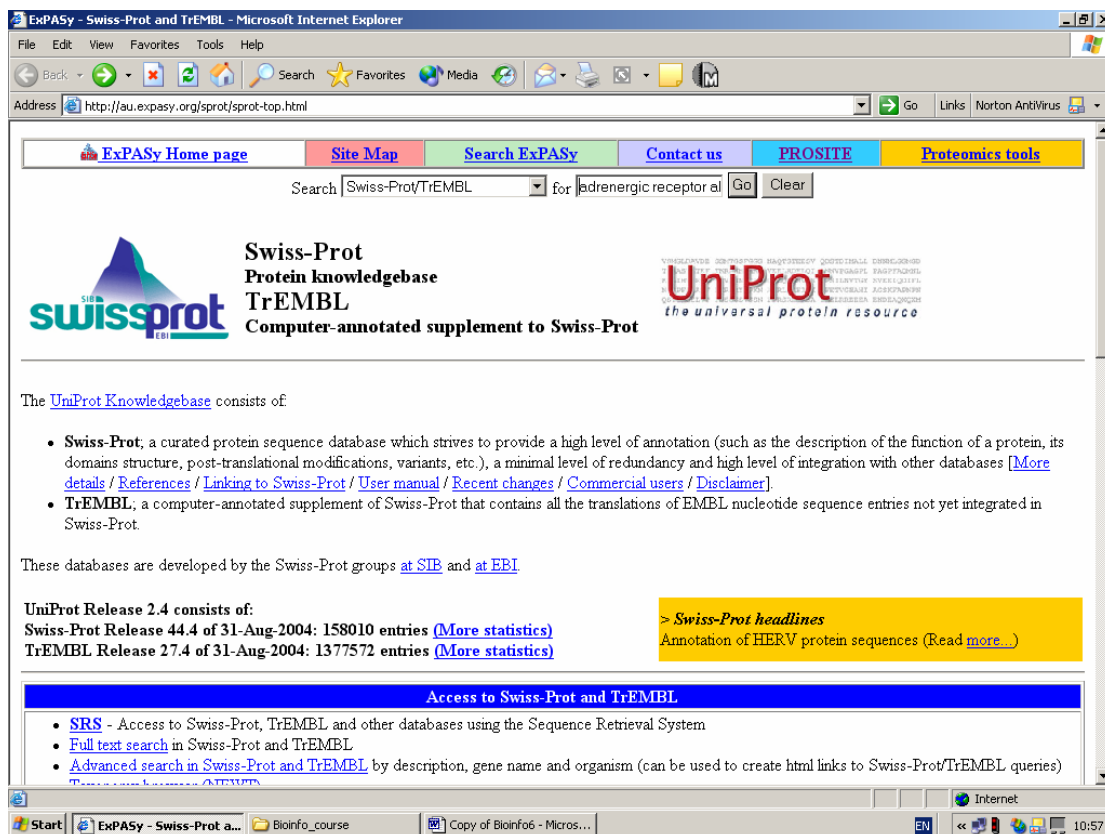 ExPASy - Swiss-Prot and TrEMBL - Microsoft Internet Explorer
File Edit View Favorites Tools Help
Back Search Favorites Media
Address http://au.expasy.org/sprot/sprot-top.html Go Links Norton AntiVirus
ExPASy Home page Site Map Search ExPASy Contact us PROSITE Proteomics tools
Search Swiss-Prot/TrEMBL for adrenergic receptor al Go Clear
Swiss-Prot
Protein knowledgebase
TrEMBL
Computer-annotated supplement to Swiss-Prot
SIB
swissprot
EBI
UniProt
the universal protein resource
The UniProt Knowledgebase consists of:
• Swiss-Prot; a curated protein sequence database which strives to provide a high level of annotation (such as the description of the function of a protein, its
domains structure, post-translational modifications, variants, etc.), a minimal level of redundancy and high level of integration with other databases [More
details / References / Linking to Swiss-Prot / User manual / Recent changes / Commercial users / Disclaimer].
• TrEMBL; a computer-annotated supplement of Swiss-Prot that contains all the translations of EMBL nucleotide sequence entries not yet integrated in
Swiss-Prot.
These databases are developed by the Swiss-Prot groups at SIB and at EBI.
UniProt Release 2.4 consists of:
Swiss-Prot Release 44.4 of 31-Aug-2004: 158010 entries (More statistics)
TrEMBL Release 27.4 of 31-Aug-2004: 1377572 entries (More statistics)
> Swiss-Prot headlines
Annotation of HERV protein sequences (Read more...)
Access to Swiss-Prot and TrEMBL
• SRS - Access to Swiss-Prot, TrEMBL and other databases using the Sequence Retrieval System
• Full text search in Swiss-Prot and TrEMBL
• Advanced search in Swiss-Prot and TrEMBL by description, gene name and organism (can be used to create html links to Swiss-Prot/TrEMBL queries)
Internet
Start ExPASy - Swiss-Prot a... Bioinfo_course Copy of Bioinfo6 - Micros... EN « 10:57